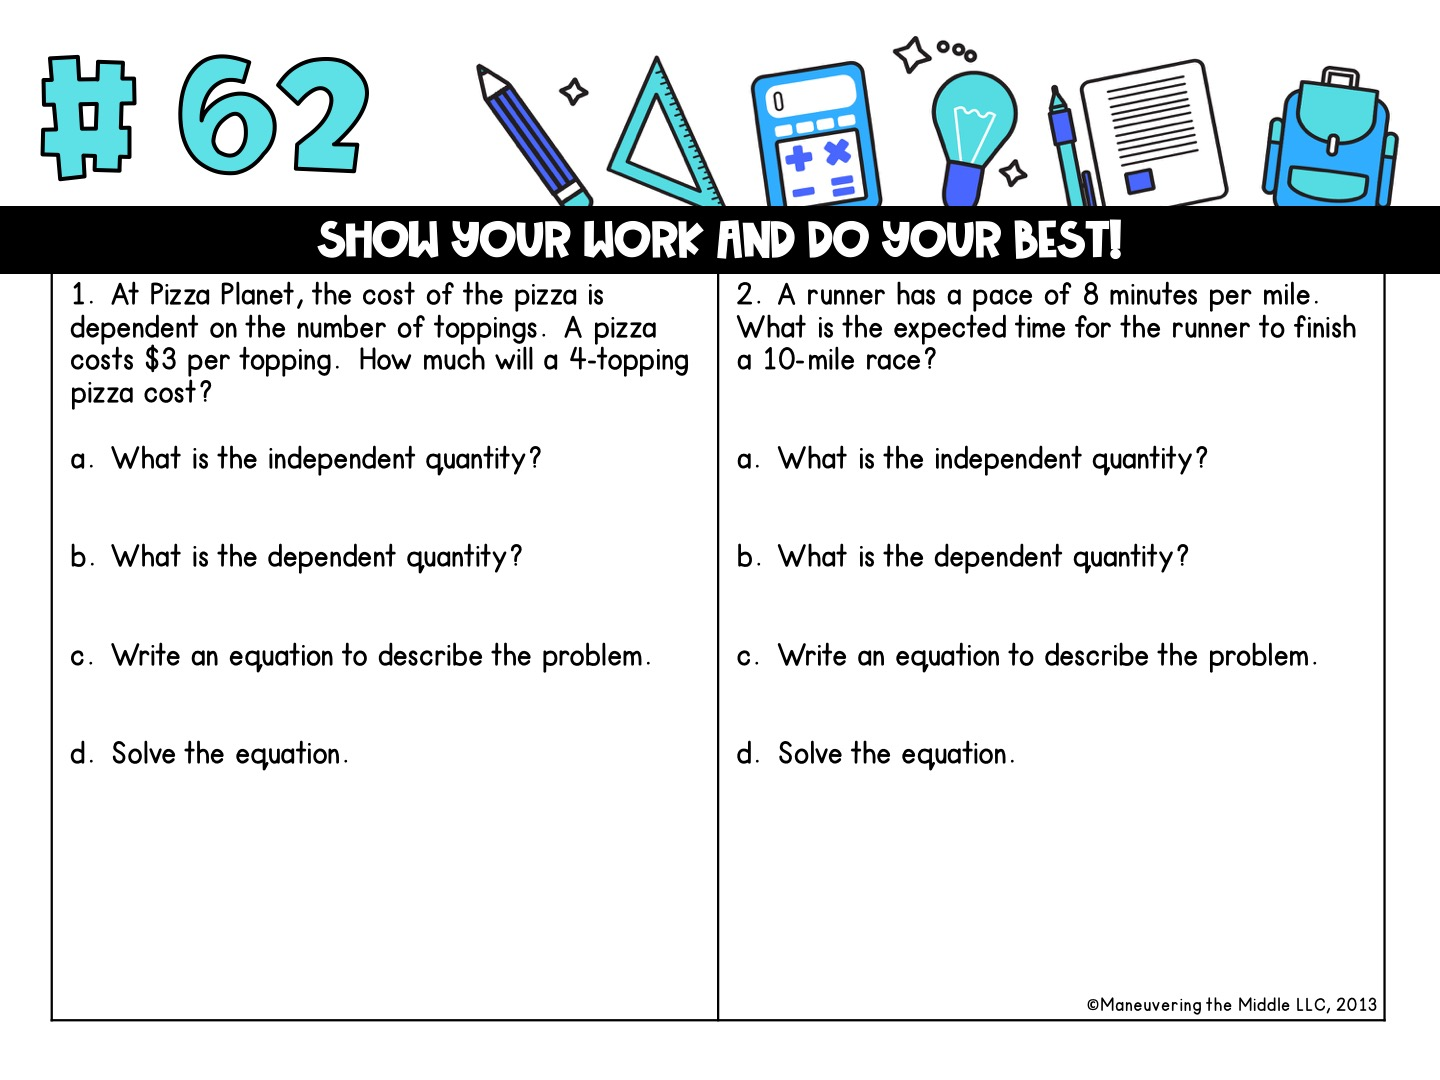 # 62
SHOW YOUR WORK AND DO YOUR BEST!
1. At Pizza Planet, the cost of the pizza is
dependent on the number of toppings. A pizza
costs $3 per topping. How much will a 4-topping
pizza cost?
a. What is the independent quantity?
b. What is the dependent quantity?
c. Write an equation to describe the problem.
d. Solve the equation.
2. A runner has a pace of 8 minutes per mile.
What is the expected time for the runner to finish
a 10-mile race?
a. What is the independent quantity?
b. What is the dependent quantity?
c. Write an equation to describe the problem.
d. Solve the equation.
©Maneuvering the Middle LLC, 2013